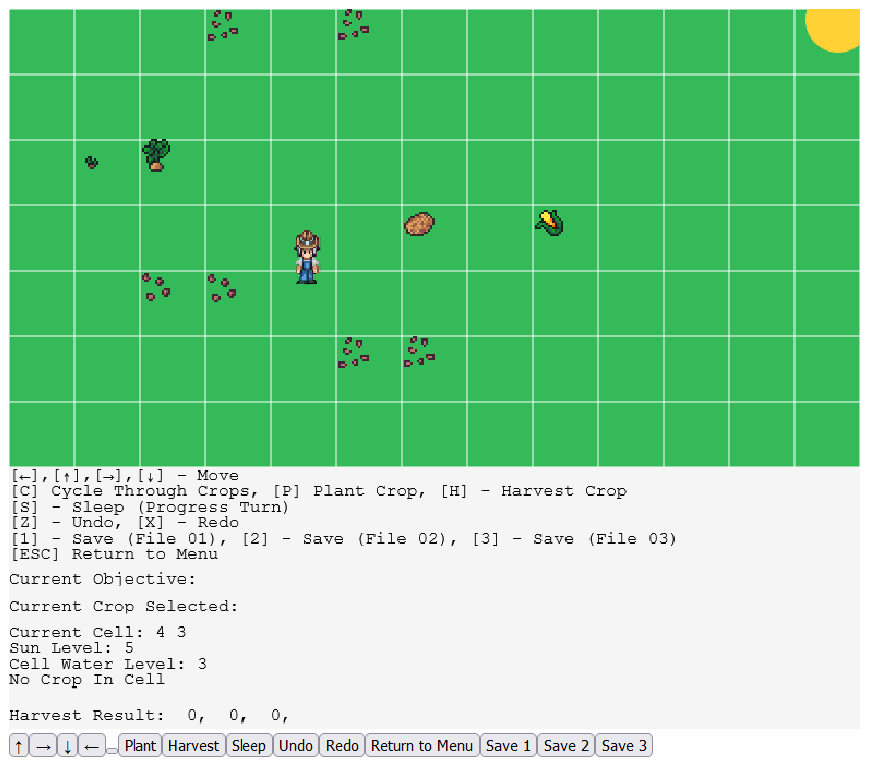 [←],[↑],[→],[↓] - Move
[C] Cycle Through Crops, [P] Plant Crop, [H] - Harvest Crop
[S] - Sleep (Progress Turn)
[Z] - Undo, [X] - Redo
[1] - Save (File 01), [2] - Save (File 02), [3] - Save (File 03)
[ESC] Return to Menu
Current Objective:
Current Crop Selected:
Current Cell: 4 3
Sun Level: 5
Cell Water Level: 3
No Crop In Cell
Harvest Result: 0, 0, 0,
↑ → ↓ ← Plant Harvest Sleep Undo Redo Return to Menu Save 1 Save 2 Save 3